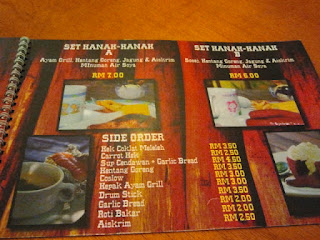 SET KANAK-KANAK
A
Ayam Grill, Kentang Goreng, Jagung & Aiskrim
Minuman Air Sera
RM 7.00
SET KANAK-KANAK
B
Sosej, Kentang Goreng, Jagung & Aiskrim
Minuman Air Sera
RM 6.00
SIDE ORDER
Kek Coklat Meleleh RM 3.50
Carrot Kek RM 2.50
Sup Cendawan + Garlic Bread RM 4.50
Kentang Goreng RM 3.50
Coslow RM 3.00
Kepak Ayam Grill RM 3.00
Drum Stick RM 3.50
Garlic Bread RM 2.00
Roti Bakar RM 2.00
Aiskrim RM 2.50